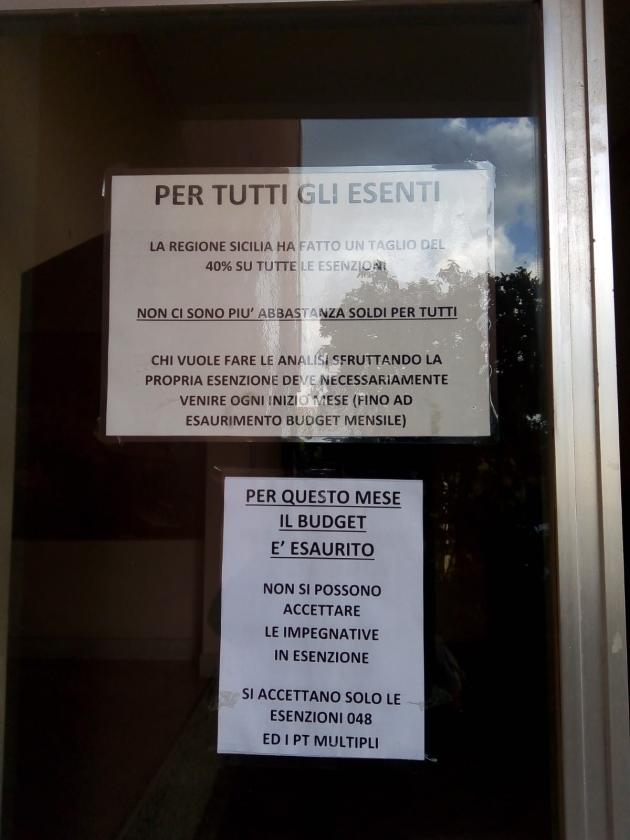 PER TUTTI GLI ESENTI
LA REGIONE SICILIA HA FATTO UN TAGLIO DEL
40% SU TUTTE LE ESENZIONI
NON CI SONO PIU' ABBASTANZA SOLDI PER TUTTI
CHI VUOLE FARE LE ANALISI SFRUTTANDO LA
PROPRIA ESENZIONE DEVE NECESSARIAMENTE
VENIRE OGNI INIZIO MESE (FINO AD
ESAURIMENTO BUDGET MENSILE)
PER QUESTO MESE
IL BUDGET
E' ESAURITO
NON SI POSSONO
ACCETTARE
LE IMPEGNATIVE
IN ESENZIONE
SI ACCETTANO SOLO LE
ESENZIONI 048
ED I PT MULTIPLI